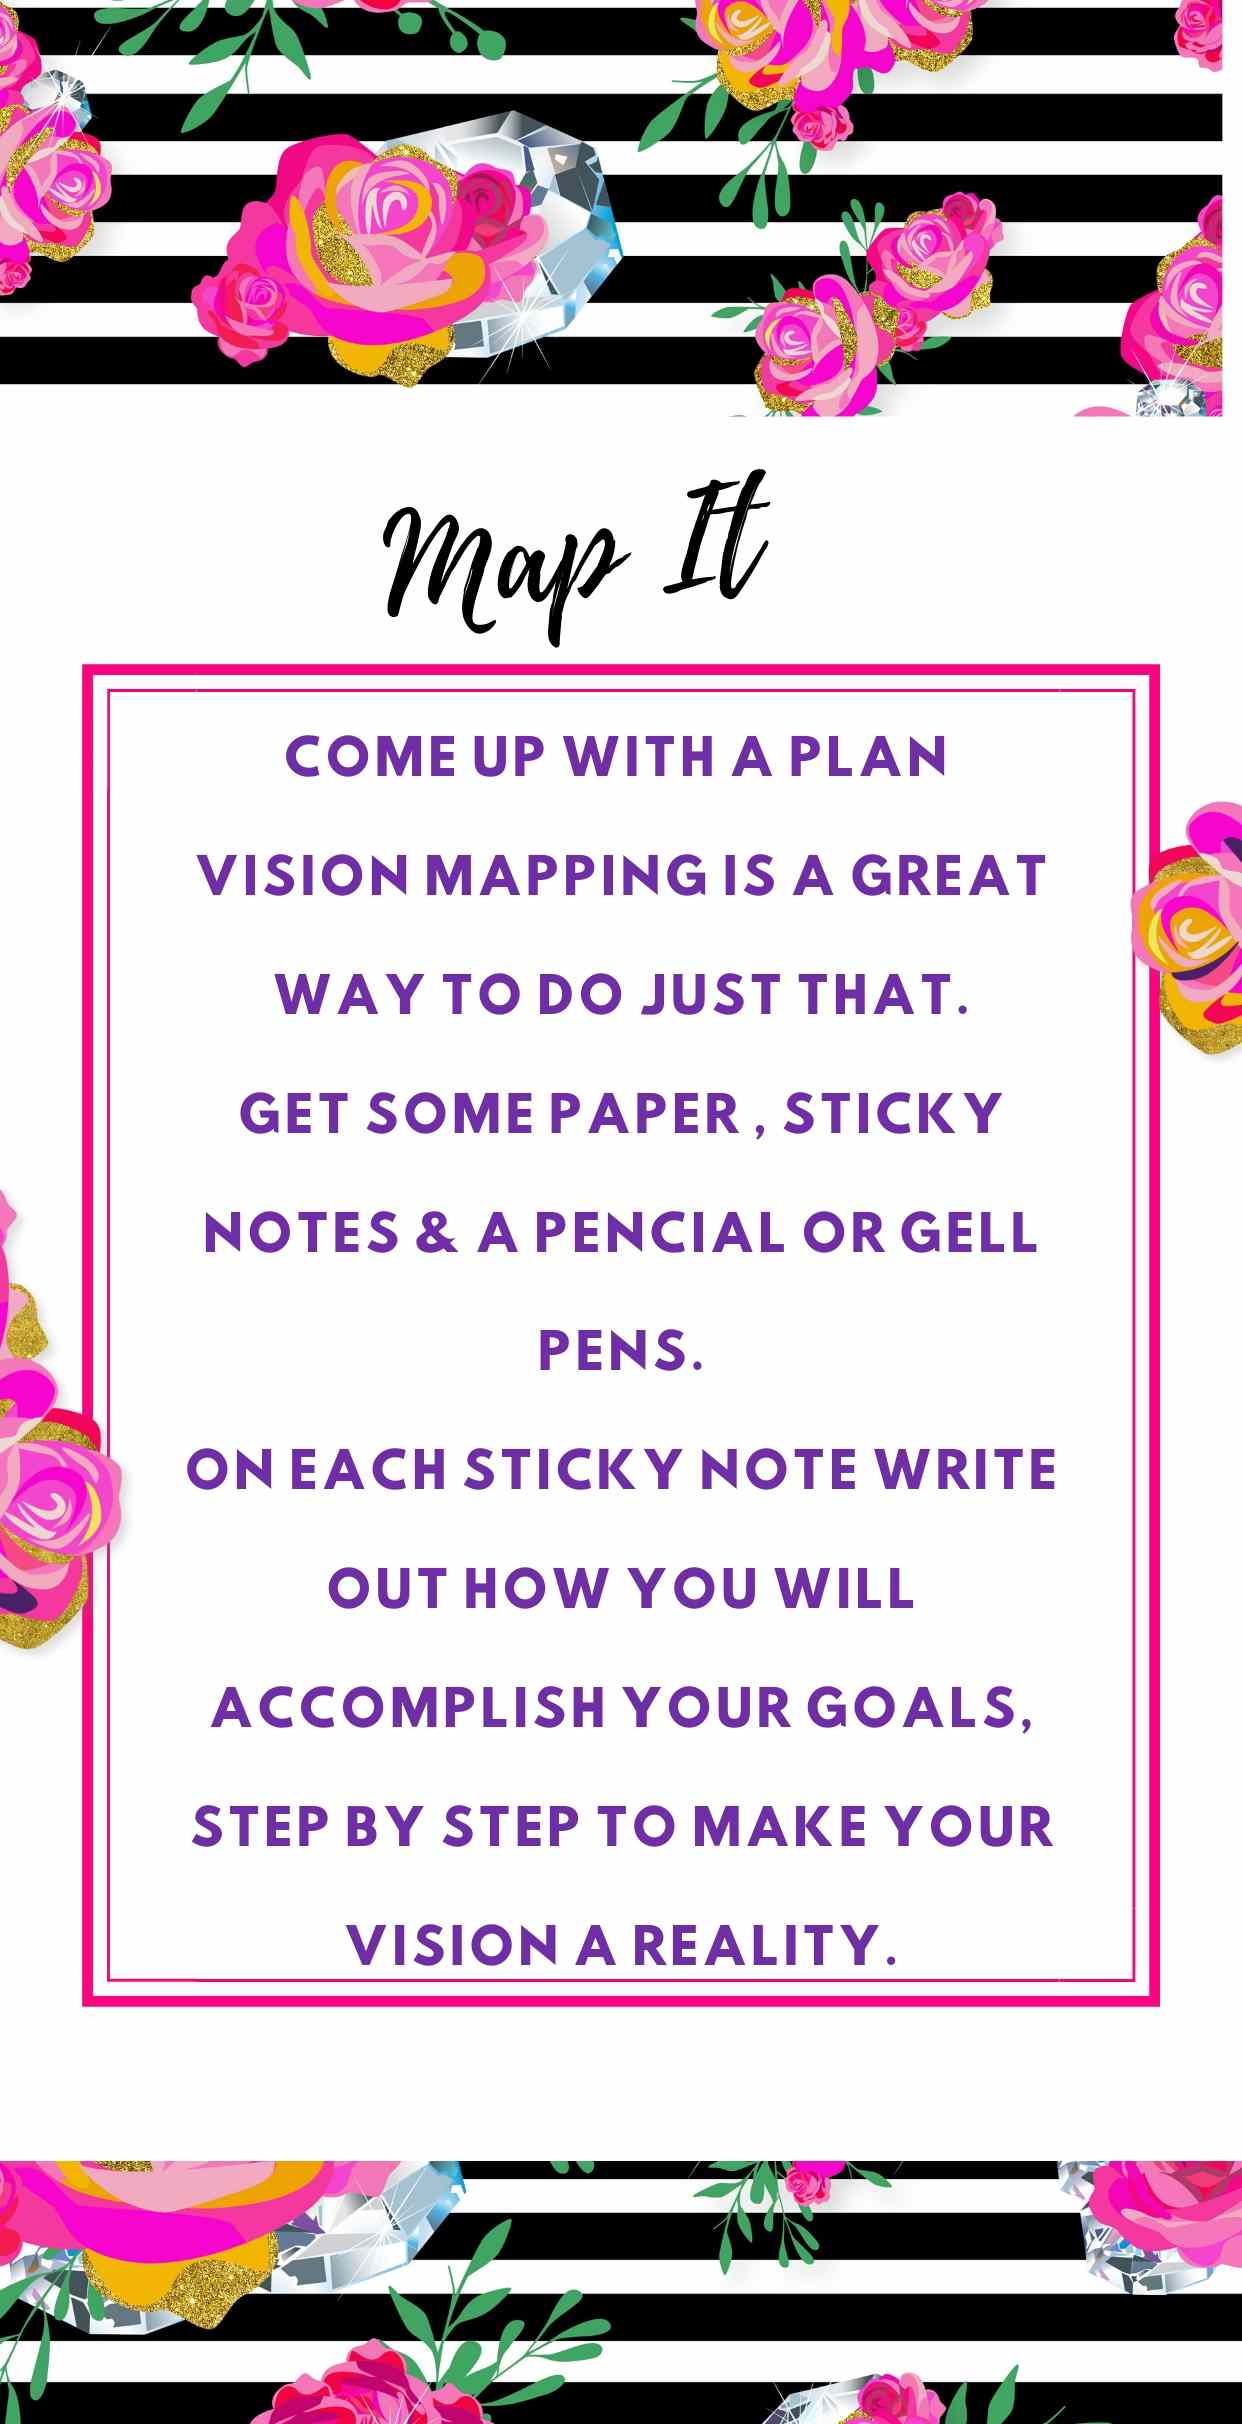 Map It
COME UP WITH A PLAN
VISION MAPPING IS A GREAT
WAY TO DO JUST THAT.
GET SOME PAPER , STICKY
NOTES & A PENCIAL OR GELL
PENS.
ON EACH STICKY NOTE WRITE
OUT HOW YOU WILL
ACCOMPLISH YOUR GOALS,
STEP BY STEP TO MAKE YOUR
VISION A REALITY.